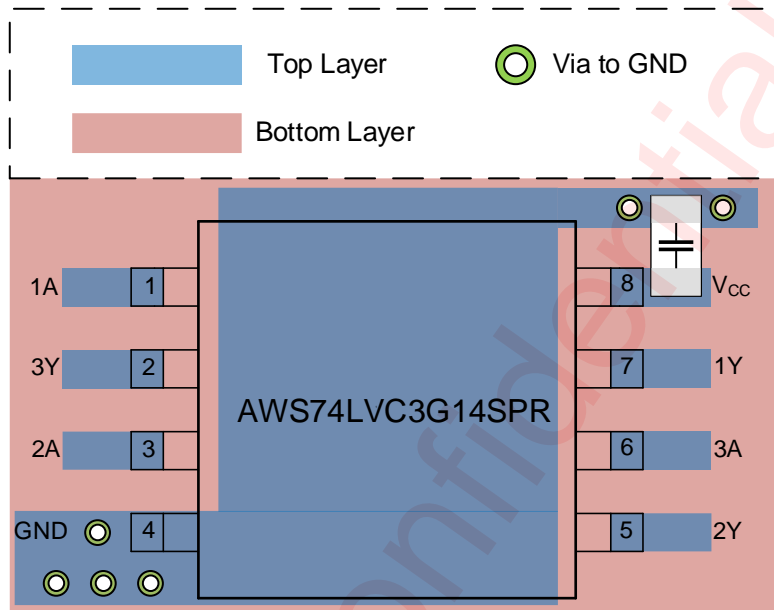 Top Layer
Via to GND
Bottom Layer
1A 1 8 VCC
3Y 2 7 1Y
AWS74LVC3G14SPR
2A 3 6 3A
GND 4 5 2Y
onfidential